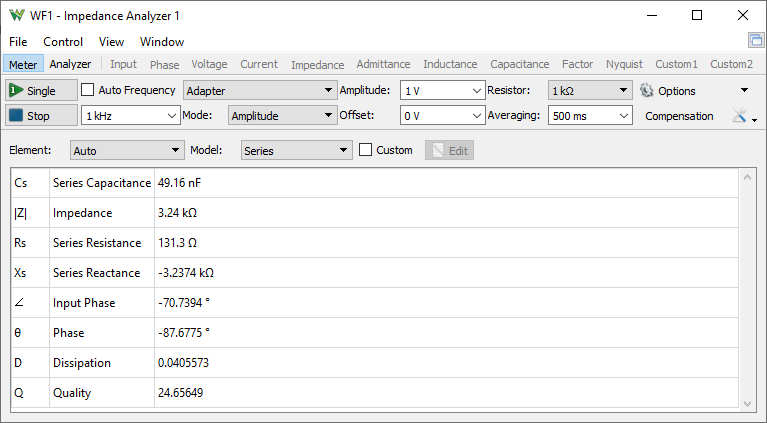 WF1 - Impedance Analyzer 1
File Control View Window
Meter Analyzer Input Phase Voltage Current Impedance Admittance Inductance Capacitance Factor Nyquist Custom1 Custom2
Single Auto Frequency Adapter Amplitude: 1 V Resistor: 1 kΩ Options
Stop 1 kHz Mode: Amplitude Offset: 0 V Averaging: 500 ms Compensation
Element: Auto Model: Series Custom Edit
Cs Series Capacitance 49.16 nF
|Z| Impedance 3.24 kΩ
Rs Series Resistance 131.3 Ω
Xs Series Reactance -3.2374 kΩ
∠ Input Phase -70.7394 °
θ Phase -87.6775 °
D Dissipation 0.0405573
Q Quality 24.65649